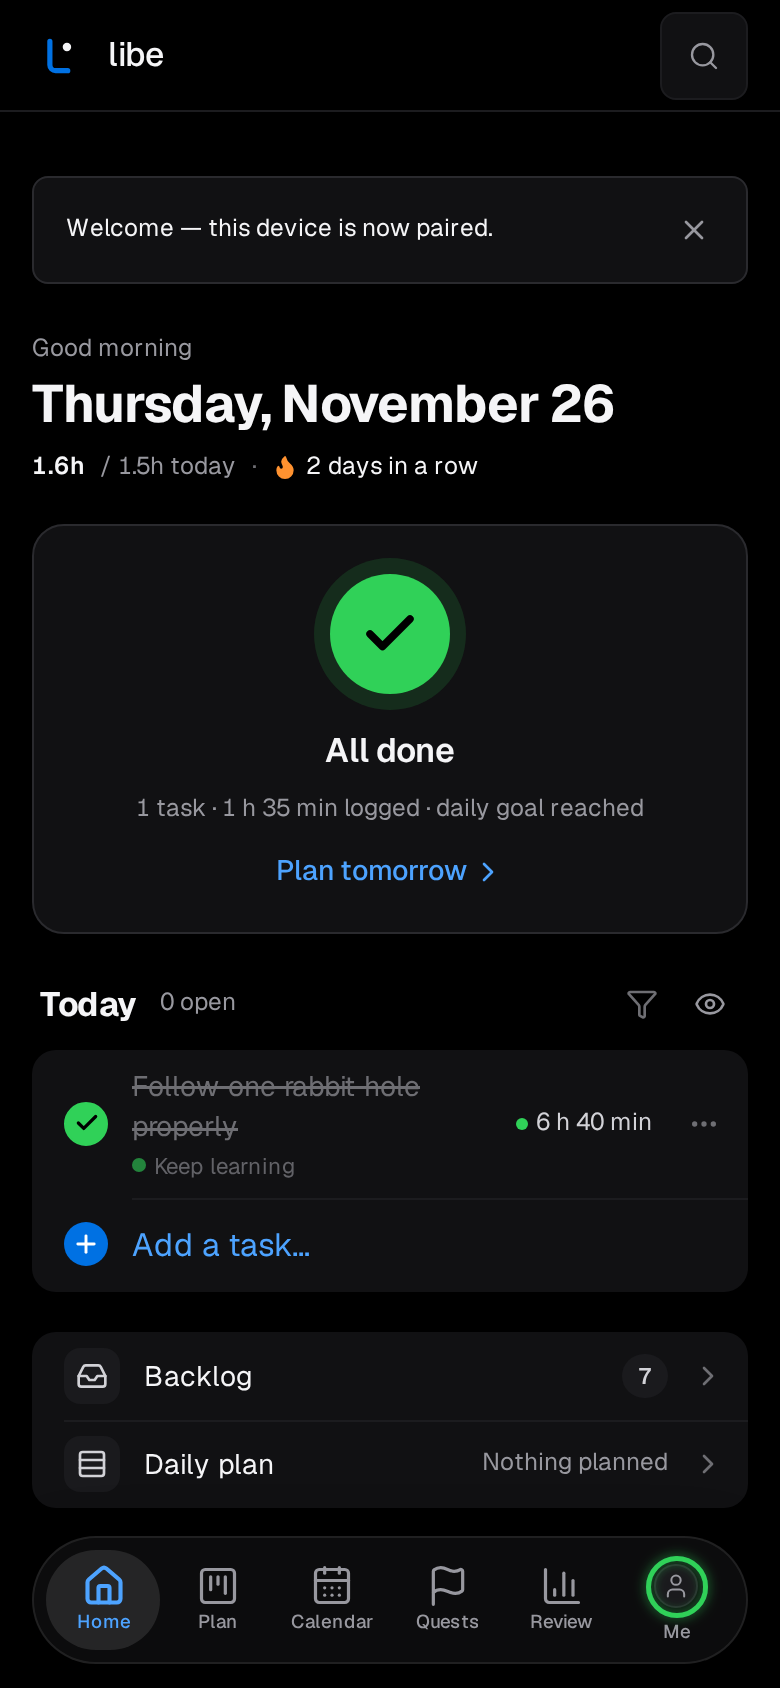 libe
Welcome — this device is now paired.
Good morning
Thursday, November 26
1.6h / 1.5h today · 2 days in a row
All done
1 task · 1 h 35 min logged · daily goal reached
Plan tomorrow
Today 0 open
Follow one rabbit hole
properly
6 h 40 min
Keep learning
Add a task...
Backlog 7
Daily plan Nothing planned
Home Plan Calendar Quests Review Me